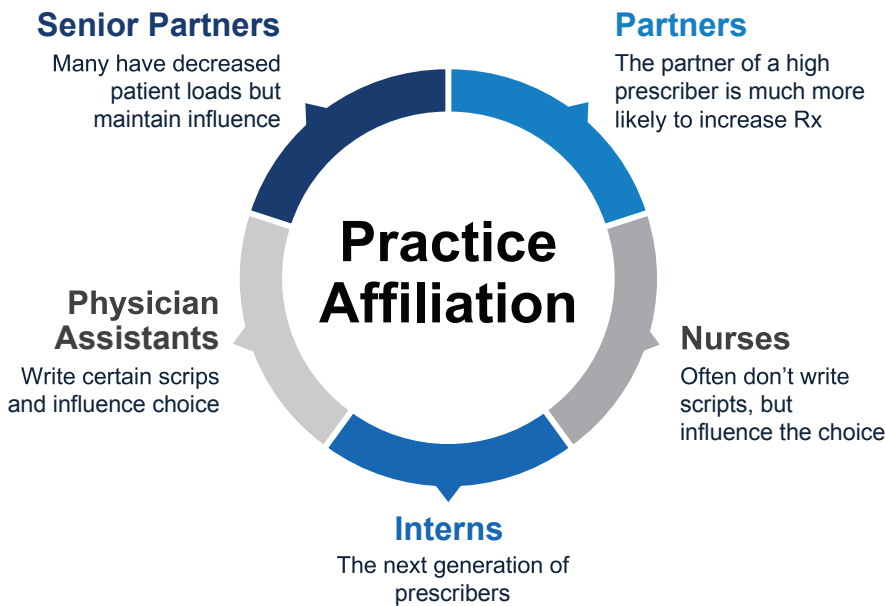 Senior Partners
Many have decreased
patient loads but
maintain influence
Partners
The partner of a high
prescriber is much more
likely to increase Rx
Practice
Affiliation
Physician
Assistants
Write certain scrips
and influence choice
Nurses
Often don’t write
scripts, but
influence the choice
Interns
The next generation of
prescribers